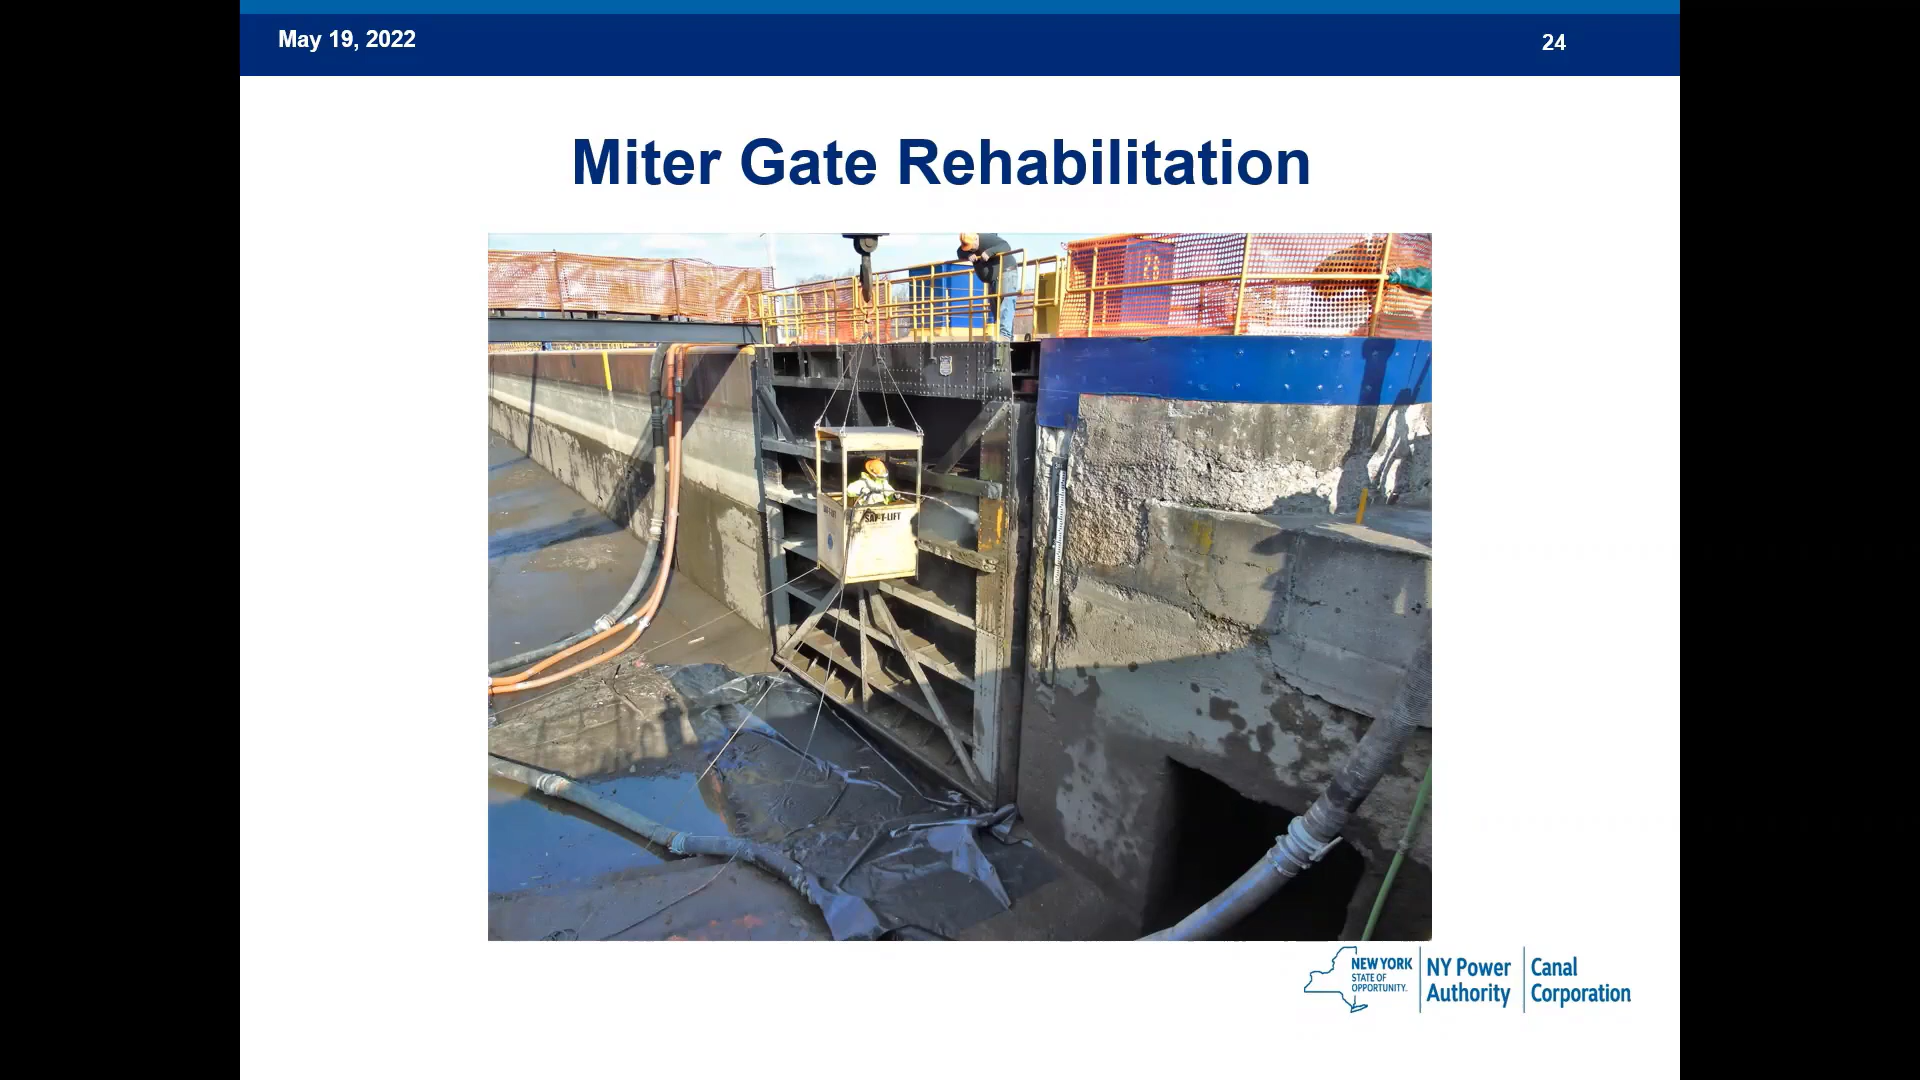 May 19, 2022
24
Miter Gate Rehabilitation
SAF-T-LIFT
NEW YORK
STATE OF
OPPORTUNITY.
NY Power
Authority
Canal
Corporation